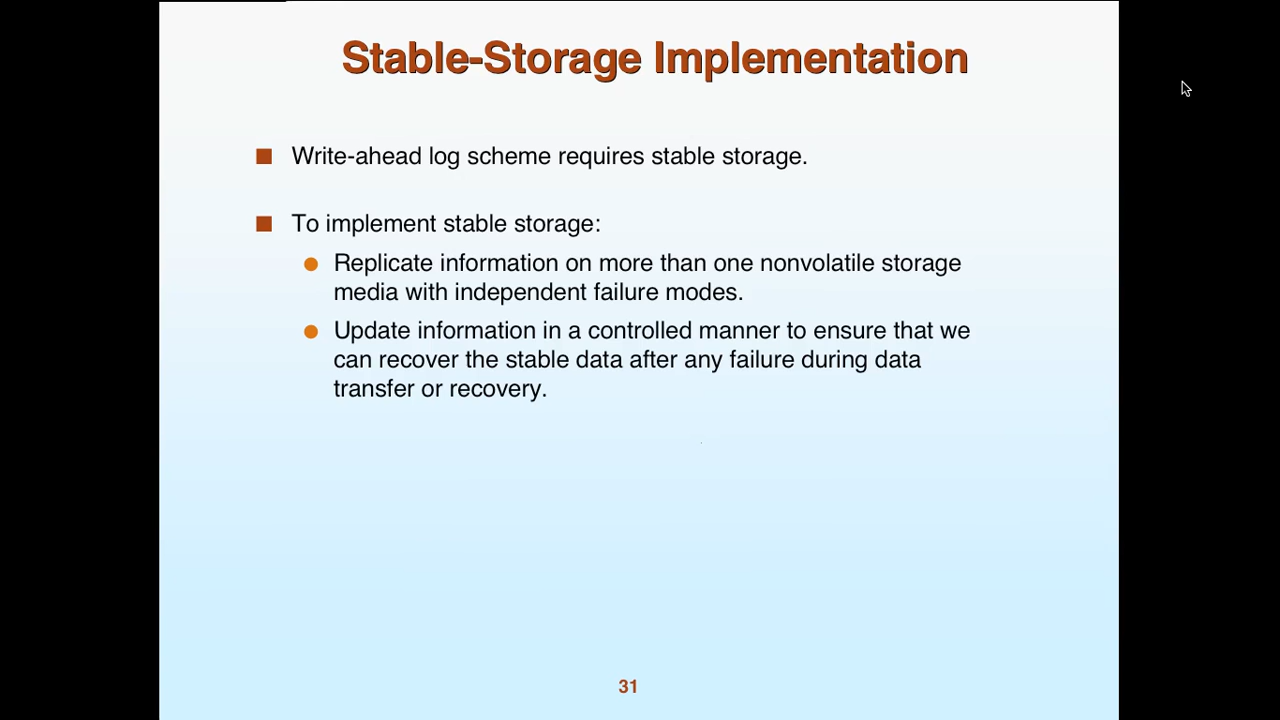 Stable-Storage Implementation
Write-ahead log scheme requires stable storage.
To implement stable storage:
Replicate information on more than one nonvolatile storage
media with independent failure modes.
Update information in a controlled manner to ensure that we
can recover the stable data after any failure during data
transfer or recovery.
31